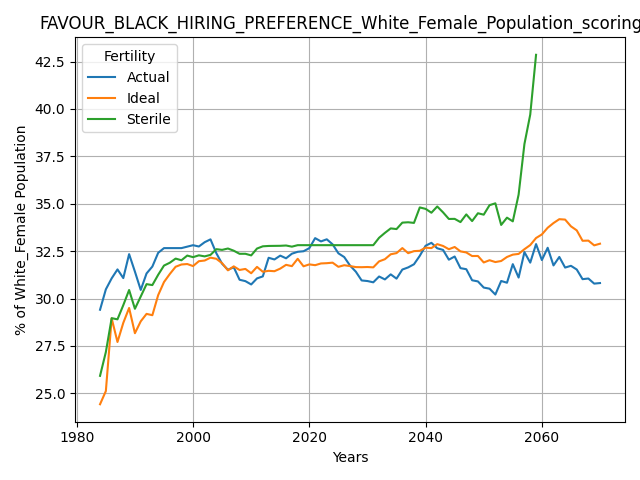 FAVOUR_BLACK_HIRING_PREFERENCE_White_Female_Population_scoring
Fertility
Actual
Ideal
Sterile
% of White_Female Population
42.5
40.0
37.5
35.0
32.5
30.0
27.5
25.0
1980
2000
2020
2040
2060
Years